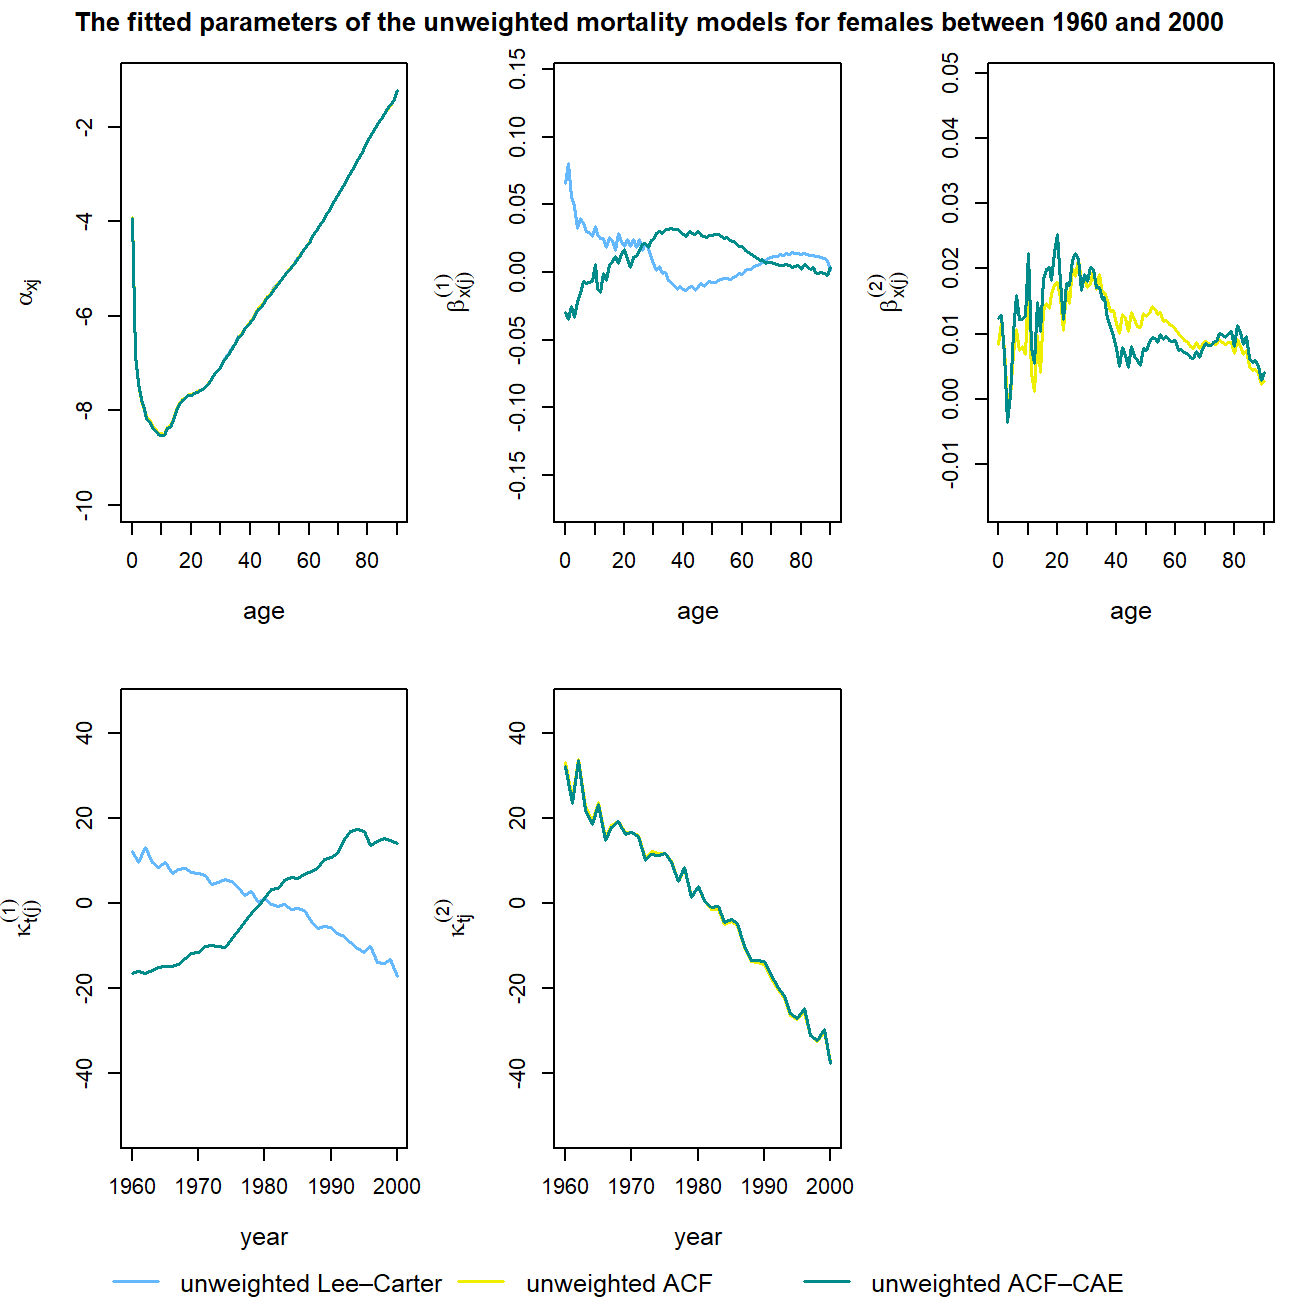 The fitted parameters of the unweighted mortality models for females between 1960 and 2000
αxj
-10 -8 -6 -4 -2
0 20 40 60 80
age
β(1)x(j)
-0.15 -0.10 -0.05 0.00 0.05 0.10 0.15
0 20 40 60 80
age
β(2)x(j)
-0.01 0.00 0.01 0.02 0.03 0.04 0.05
0 20 40 60 80
age
κ(1)t(j)
-40 -20 0 20 40
1960 1970 1980 1990 2000
year
κ(2)tj
-40 -20 0 20 40
1960 1970 1980 1990 2000
year
unweighted Lee–Carter unweighted ACF unweighted ACF–CAE